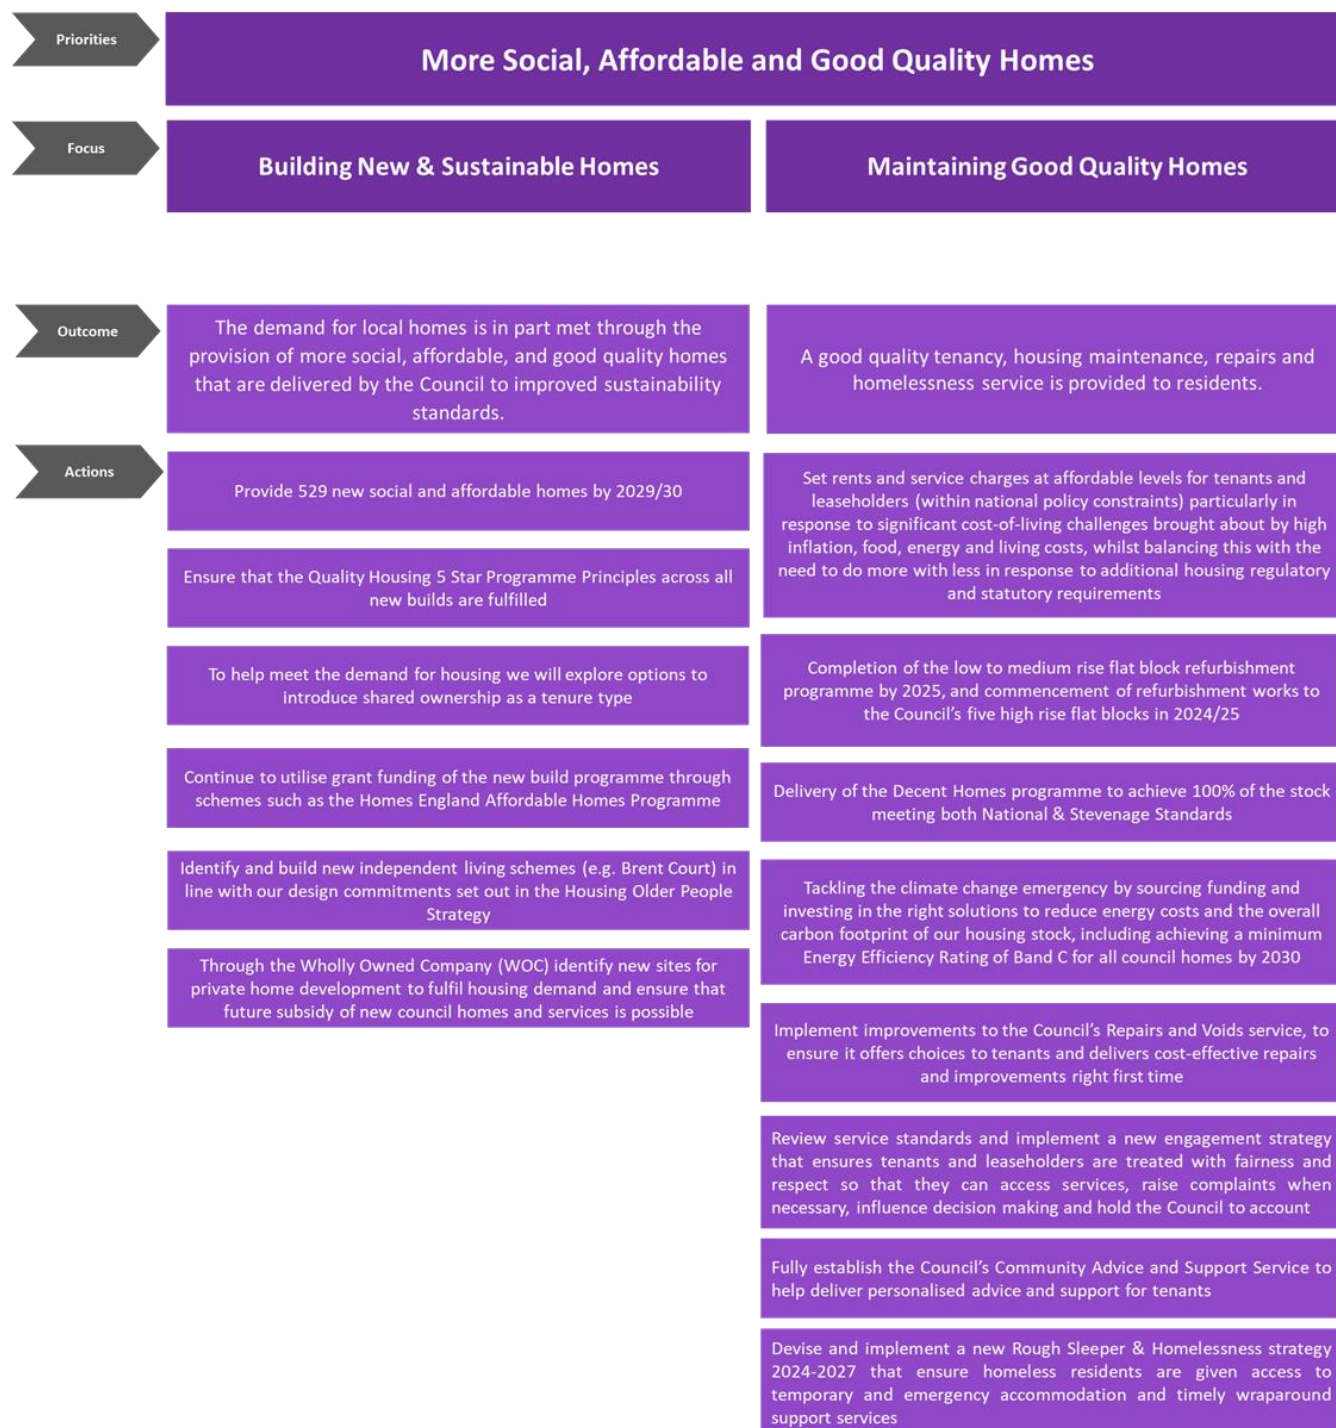 Priorities
More Social, Affordable and Good Quality Homes
Focus
Building New & Sustainable Homes
Maintaining Good Quality Homes
Outcome
The demand for local homes is in part met through the
provision of more social, affordable, and good quality homes
that are delivered by the Council to improved sustainability
standards.
A good quality tenancy, housing maintenance, repairs and
homelessness service is provided to residents.
Actions
Provide 529 new social and affordable homes by 2029/30
Ensure that the Quality Housing 5 Star Programme Principles across all
new builds are fulfilled
To help meet the demand for housing we will explore options to
introduce shared ownership as a tenure type
Continue to utilise grant funding of the new build programme through
schemes such as the Homes England Affordable Homes Programme
Identify and build new independent living schemes (e.g. Brent Court) in
line with our design commitments set out in the Housing Older People
Strategy
Through the Wholly Owned Company (WOC) identify new sites for
private home development to fulfil housing demand and ensure that
future subsidy of new council homes and services is possible
Set rents and service charges at affordable levels for tenants and
leaseholders (within national policy constraints) particularly in
response to significant cost-of-living challenges brought about by high
inflation, food, energy and living costs, whilst balancing this with the
need to do more with less in response to additional housing regulatory
and statutory requirements
Completion of the low to medium rise flat block refurbishment
programme by 2025, and commencement of refurbishment works to
the Council’s five high rise flat blocks in 2024/25
Delivery of the Decent Homes programme to achieve 100% of the stock
meeting both National & Stevenage Standards
Tackling the climate change emergency by sourcing funding and
investing in the right solutions to reduce energy costs and the overall
carbon footprint of our housing stock, including achieving a minimum
Energy Efficiency Rating of Band C for all council homes by 2030
Implement improvements to the Council’s Repairs and Voids service, to
ensure it offers choices to tenants and delivers cost-effective repairs
and improvements right first time
Review service standards and implement a new engagement strategy
that ensures tenants and leaseholders are treated with fairness and
respect so that they can access services, raise complaints when
necessary, influence decision making and hold the Council to account
Fully establish the Council’s Community Advice and Support Service to
help deliver personalised advice and support for tenants
Devise and implement a new Rough Sleeper & Homelessness strategy
2024-2027 that ensure homeless residents are given access to
temporary and emergency accommodation and timely wraparound
support services